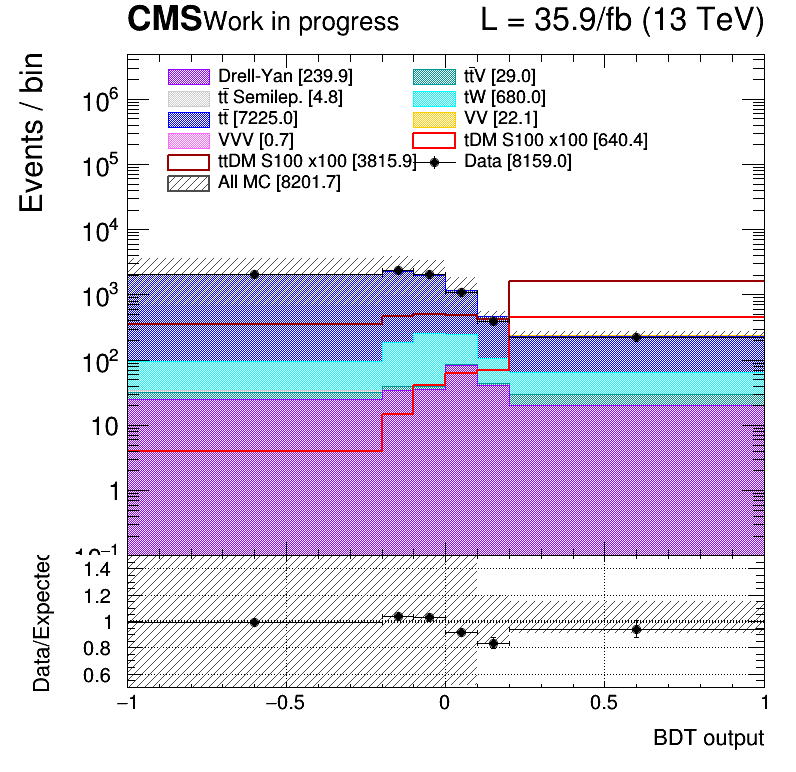 CMS Work in progress L = 35.9/fb (13 TeV)
Events / bin
Drell-Yan [239.9] tt̄V [29.0]
tt̄ Semilep. [4.8] tW [680.0]
tt̄ [7225.0] VV [22.1]
VVV [0.7] tDM S100 x100 [640.4]
ttDM S100 x100 [3815.9] Data [8159.0]
All MC [8201.7]
10⁶
10⁵
10⁴
10³
10²
10
1
10⁻¹
Data/Expected
1.4
1.2
1
0.8
0.6
−1 −0.5 0 0.5 1
BDT output